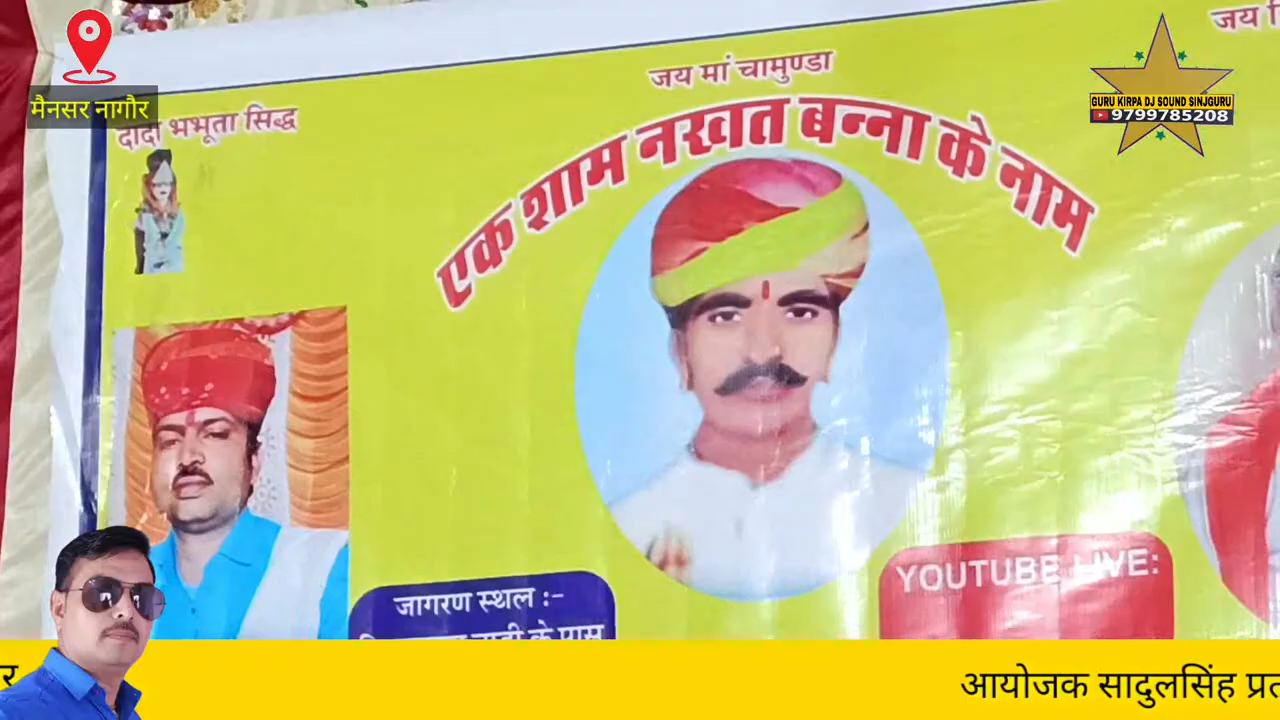 जय मां चामुण्डा
मैनसर नागौर
GURU KIRPA DJ SOUND SINJGURU
9799785208
दादा भभूता सिद्ध
एक शाम नखत बन्ना के नाम
जागरण स्थल :-
के पास
YOUTUBE LIVE:
आयोजक सादुलसिंह